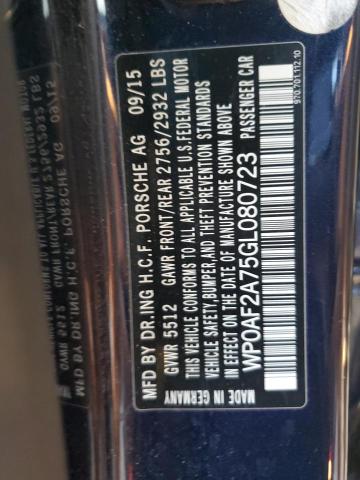 970.701.112.10
MFD BY DR.ING H.C.F. PORSCHE AG 09/15
GVWR 5512 GAWR FRONT/REAR 2756/2932 LBS
THIS VEHICLE CONFORMS TO ALL APPLICABLE U.S.FEDERAL MOTOR
VEHICLE SAFETY,BUMPER,AND THEFT PREVENTION STANDARDS
IN EFFECT ON THE DATE OF MANUFACTURE SHOWN ABOVE
WP0AF2A75GL080723 PASSENGER CAR
MADE IN GERMANY